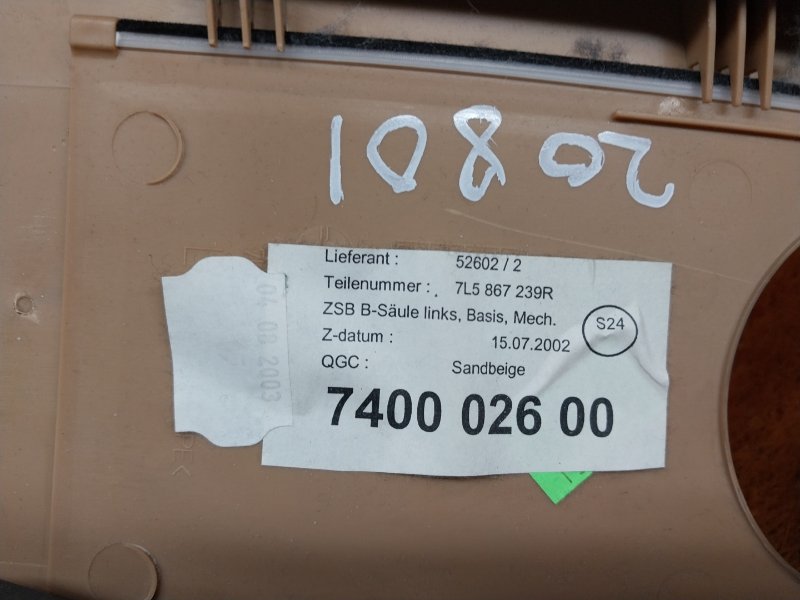 10802
Lieferant : 52602 / 2
Teilenummer : 7L5 867 239R
ZSB B-Säule links, Basis, Mech.
S24
Z-datum : 15.07.2002
QGC : Sandbeige
7400 026 00
04 08 2003